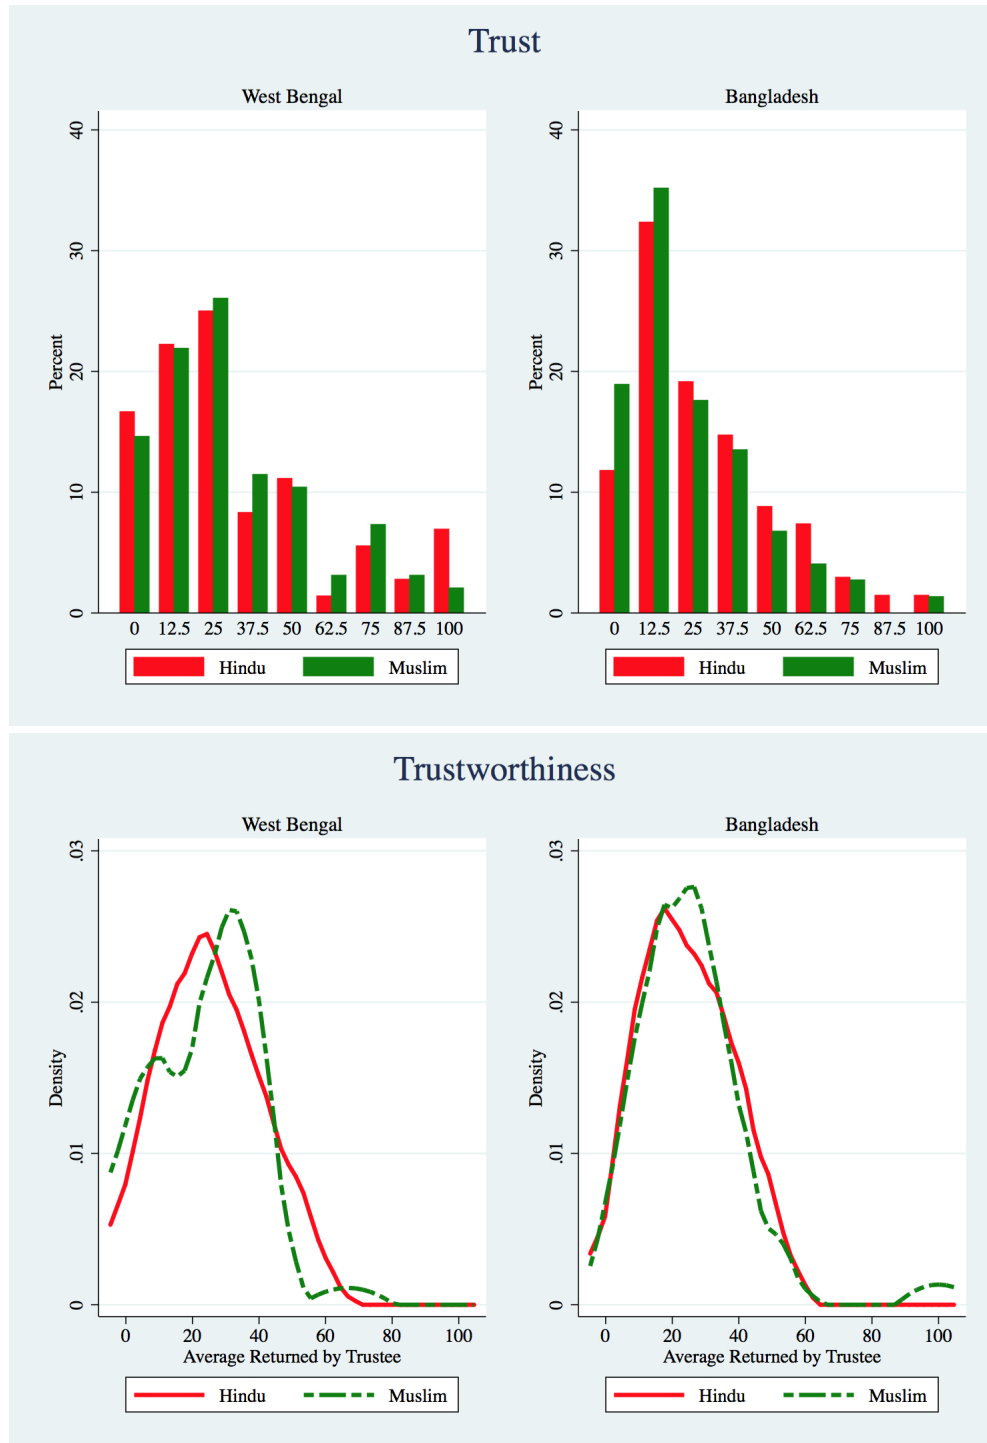 Trust
West Bengal
Percent
40
30
20
10
0
0 12.5 25 37.5 50 62.5 75 87.5 100
Hindu Muslim
Bangladesh
Percent
40
30
20
10
0
0 12.5 25 37.5 50 62.5 75 87.5 100
Hindu Muslim
Trustworthiness
West Bengal
Density
.03
.02
.01
0
0 20 40 60 80 100
Average Returned by Trustee
Hindu Muslim
Bangladesh
Density
.03
.02
.01
0
0 20 40 60 80 100
Average Returned by Trustee
Hindu Muslim